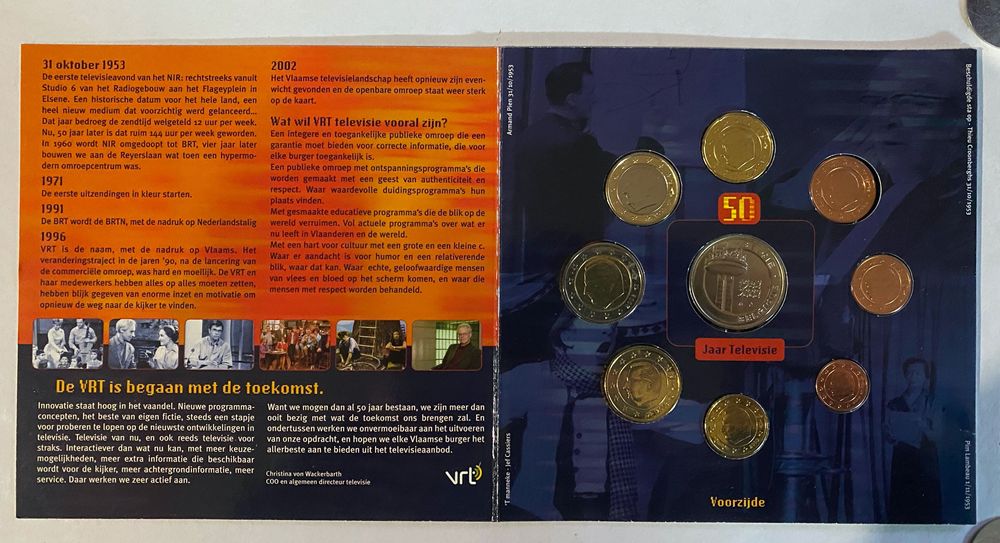 31 oktober 1953
De eerste televisieavond van het NIR: rechtstreeks vanuit
Studio 6 van het Radiogebouw aan het Flageyplein in
Elsene. Een historische datum voor het hele land, een
heel nieuw medium dat voorzichtig werd gelanceerd...
Dat jaar bedroeg de zendtijd welgeteld 12 uur per week.
Nu, 50 jaar later is dat ruim 144 uur per week geworden.
In 1960 wordt NIR omgedoopt tot BRT, vier jaar later
bouwen we aan de Reyerslaan wat toen een hypermo-
dern omroepcentrum was.
1971
De eerste uitzendingen in kleur starten.
1991
De BRT wordt de BRTN, met de nadruk op Nederlandstalig
1996
VRT is de naam, met de nadruk op Vlaams. Het
veranderingstraject in de jaren '90, na de lancering van
de commerciële omroep, was hard en moeilijk. De VRT en
haar medewerkers hebben alles op alles moeten zetten,
hebben blijk gegeven van enorme inzet en motivatie om
opnieuw de weg naar de kijker te vinden.
2002
Het Vlaamse televisielandschap heeft opnieuw zijn even-
wicht gevonden en de openbare omroep staat weer sterk
op de kaart.
Wat wil VRT televisie vooral zijn?
Een integere en toegankelijke publieke omroep die een
garantie moet bieden voor correcte informatie, die voor
elke burger toegankelijk is.
Een publieke omroep met ontspanningsprogramma's die
worden gemaakt met een geest van authenticiteit en
respect. Waar waardevolle duidingsprogramma's hun
plaats vinden.
Met gesmaakte educatieve programma's die de blik op de
wereld verruimen. Vol actuele programma's over wat er
nu leeft in Vlaanderen en de wereld.
Met een hart voor cultuur met een grote en een kleine c.
Waar er aandacht is voor humor en een relativerende
blik, waar dat kan. Waar echte, geloofwaardige mensen
van vlees en bloed op het scherm komen, en waar die
mensen met respect worden behandeld.
De VRT is begaan met de toekomst.
Innovatie staat hoog in het vaandel. Nieuwe programma-
concepten, het beste van eigen fictie, steeds een stapje
voor proberen te lopen op de nieuwste ontwikkelingen in
televisie. Televisie van nu, en ook reeds televisie voor
straks. Interactiever dan wat nu kan, met meer keuze-
mogelijkheden, meer extra informatie die beschikbaar
wordt voor de kijker, meer achtergrondinformatie, meer
service. Daar werken we zeer actief aan.
Want we mogen dan al 50 jaar bestaan, we zijn meer dan
ooit bezig met wat de toekomst ons brengen zal. En
ondertussen werken we onvermoeibaar aan het uitvoeren
van onze opdracht, en hopen we elke Vlaamse burger het
allerbeste aan te bieden uit het televisieaanbod.
Christina von Wackerbarth
COO en algemeen directeur televisie
vrt
Armand Pien 31/10/1953
'T manneke - Jef Cassiers
50
Jaar Televisie
Voorzijde
Beschuldigde sta op - Thieu Croonberghs 31/10/1953
Pim Lambeau 1/11/1953